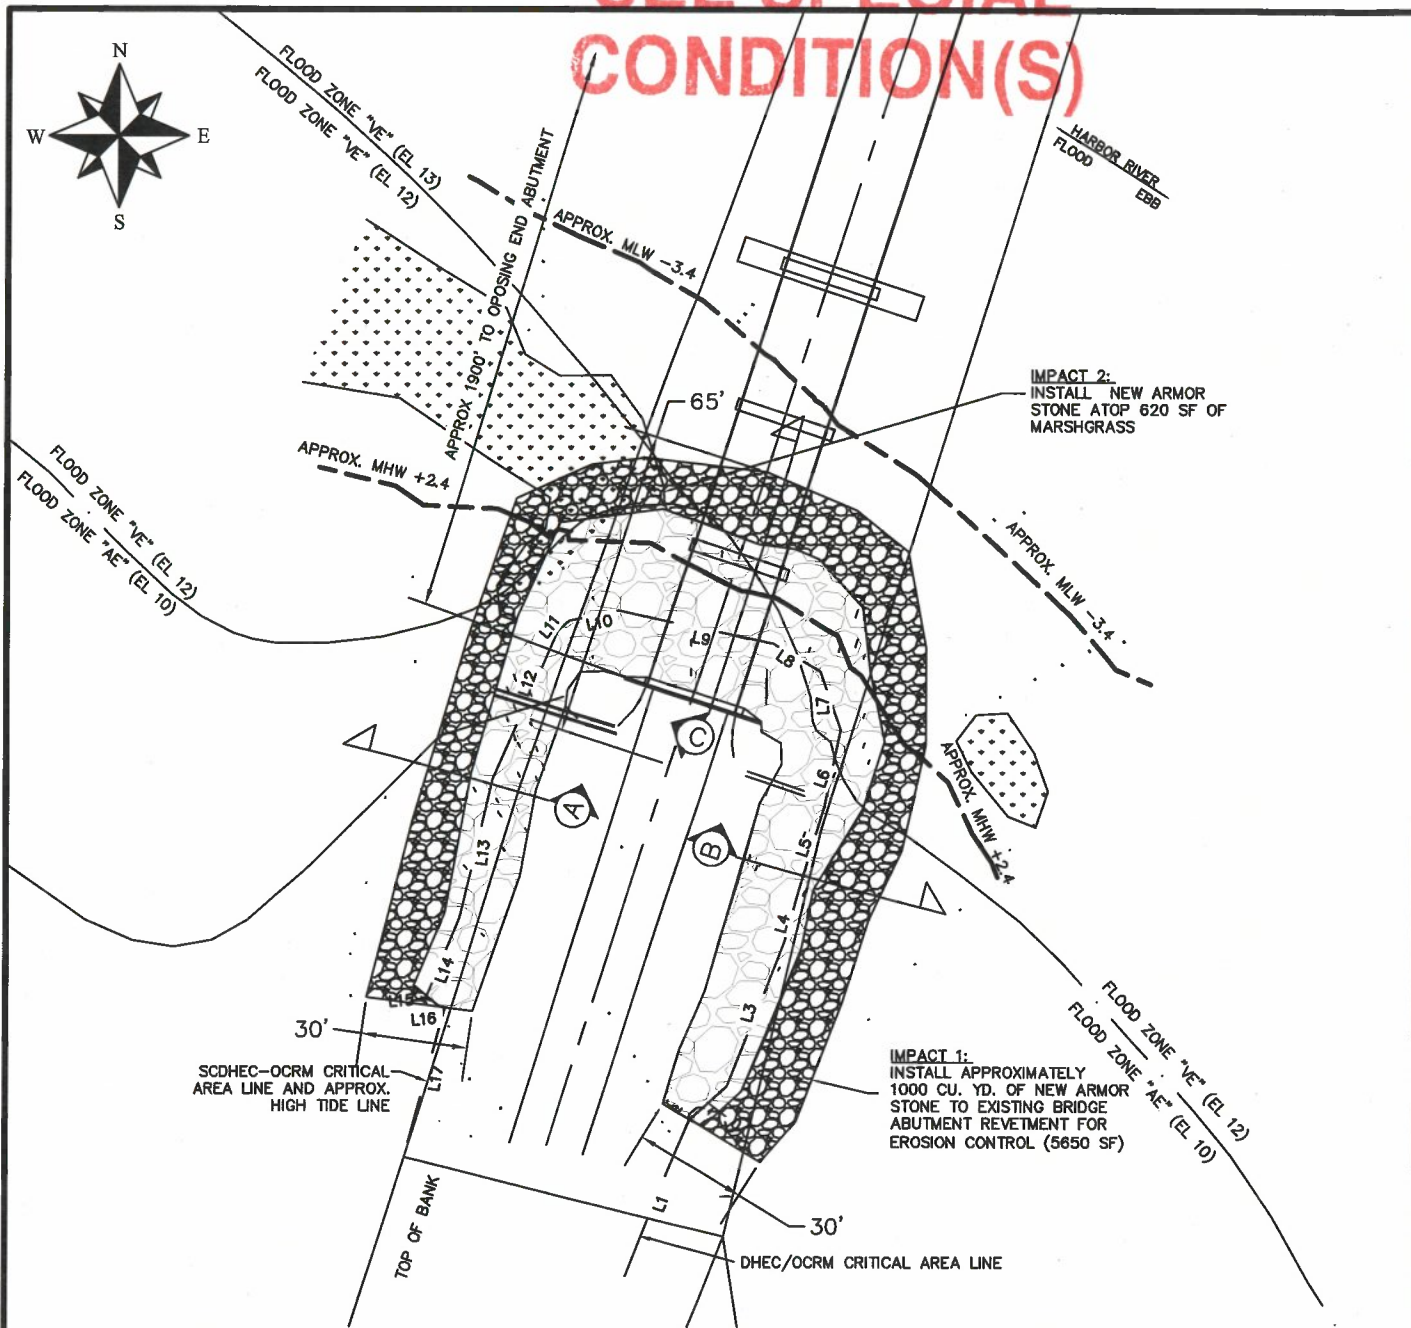 CONDITION(S)
N
W E
S
FLOOD ZONE "VE" (EL 13)
FLOOD ZONE "VE" (EL 12)
HARBOR RIVER
FLOOD
EBB
APPROX 1900' TO OPOSING END ABUTMENT
APPROX. MLW -3.4
IMPACT 2:
INSTALL NEW ARMOR
STONE ATOP 620 SF OF
MARSHGRASS
65'
APPROX. MHW +2.4
FLOOD ZONE "VE" (EL 12)
FLOOD ZONE "AE" (EL 10)
APPROX. MLW -3.4
L11
L10
L9
L8
L12
L7
C
L6
APPROX. MHW +2.4
A
B
L13
L5
L4
L14
L15
L16
L3
30'
SCDHEC-OCRM CRITICAL
AREA LINE AND APPROX.
HIGH TIDE LINE
L17
FLOOD ZONE "VE" (EL 12)
FLOOD ZONE "AE" (EL 10)
IMPACT 1:
INSTALL APPROXIMATELY
1000 CU. YD. OF NEW ARMOR
STONE TO EXISTING BRIDGE
ABUTMENT REVETMENT FOR
EROSION CONTROL (5650 SF)
TOP OF BANK
L1
30'
DHEC/OCRM CRITICAL AREA LINE